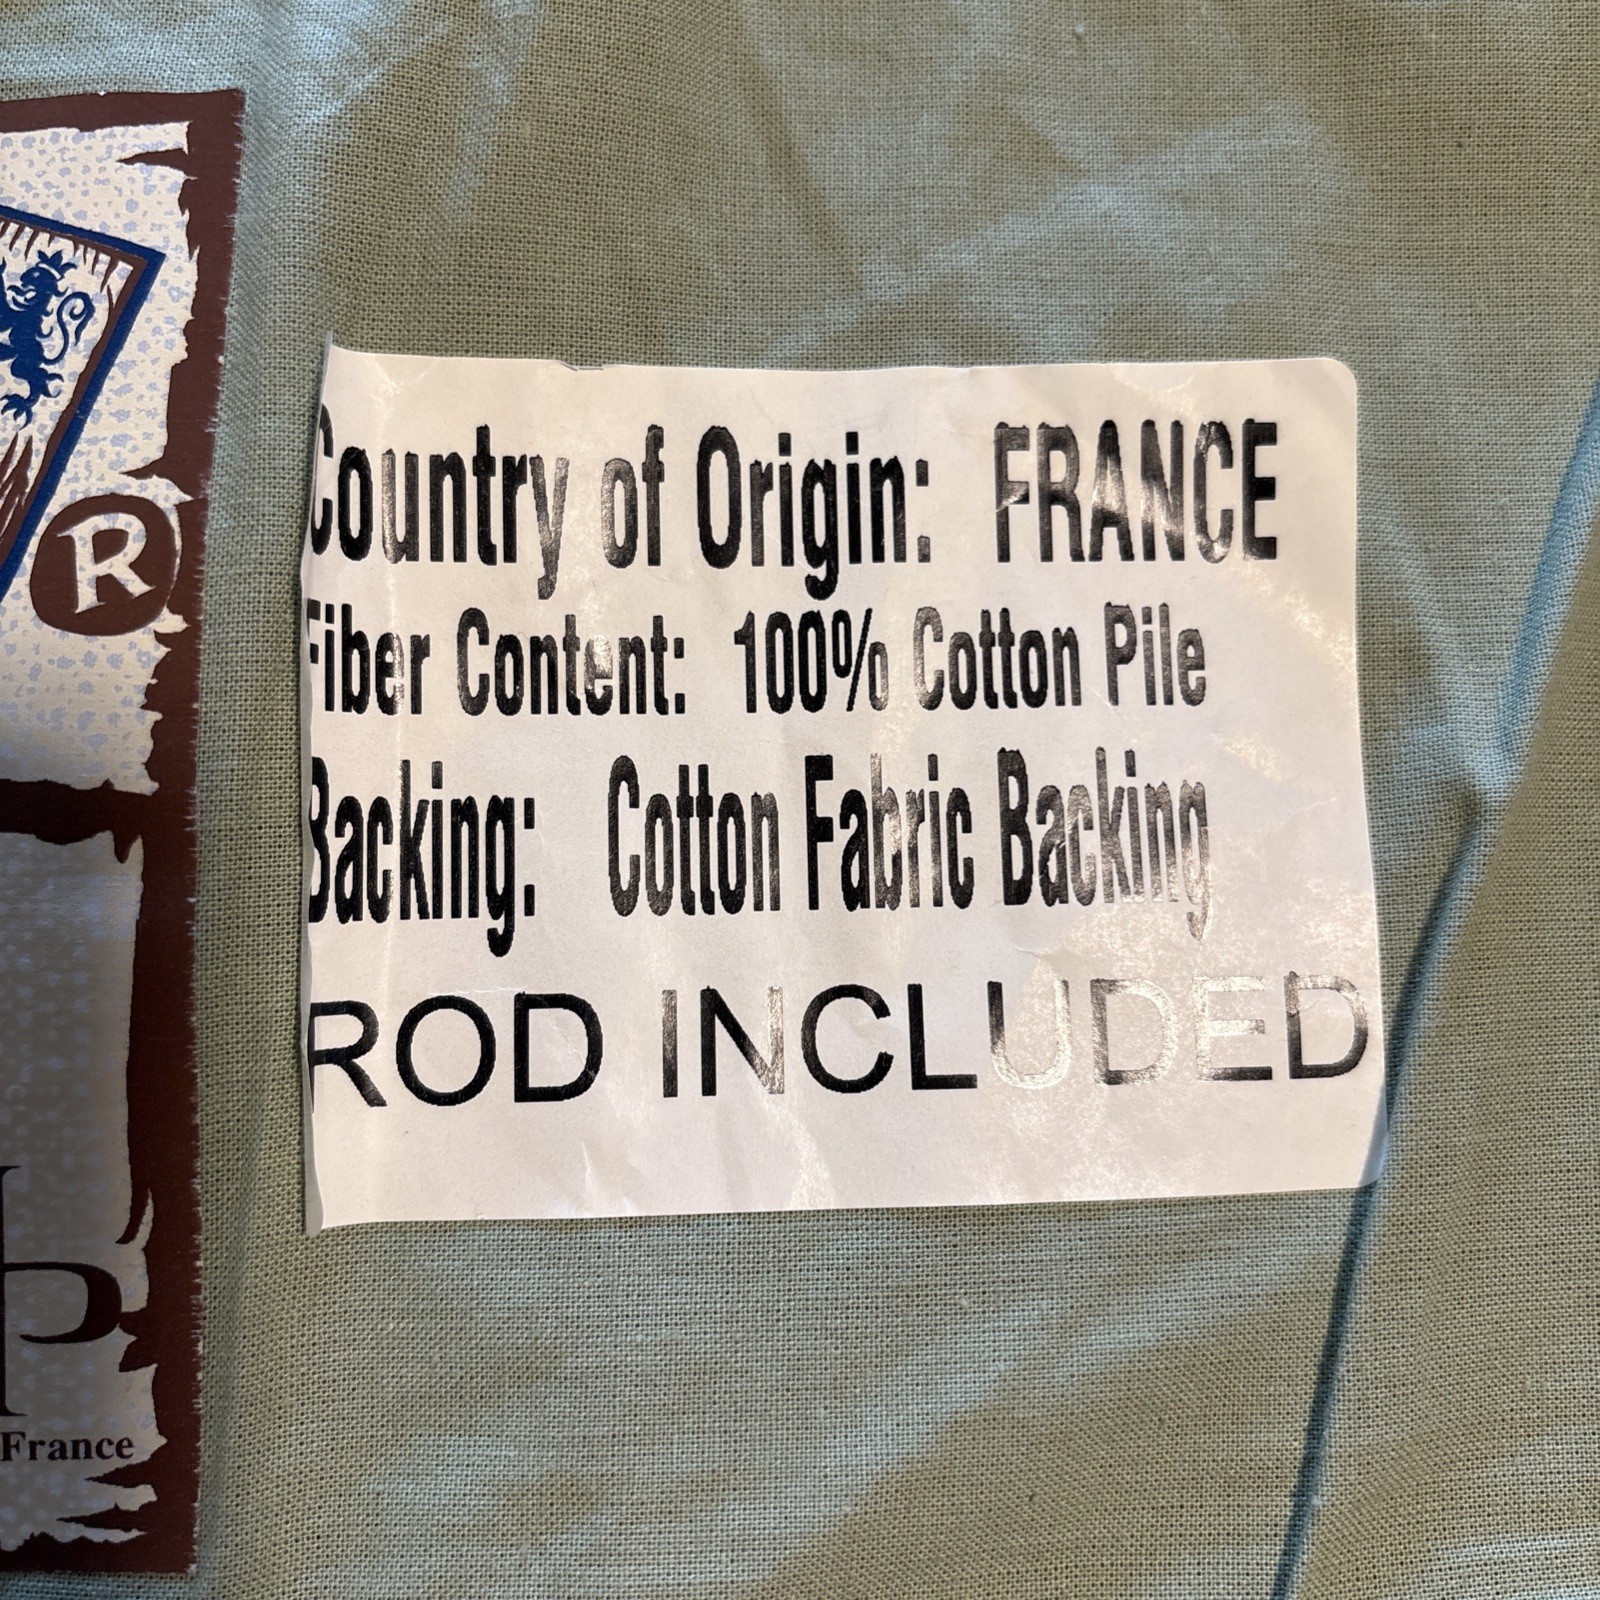 Country of Origin: FRANCE
Fiber Content: 100% Cotton Pile
Backing: Cotton Fabric Backing
ROD INCLUDED
®
P
France